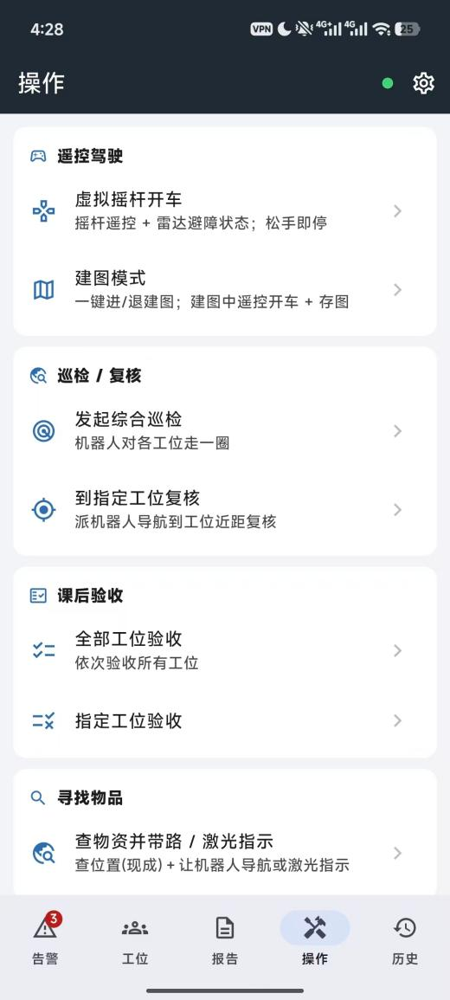 4:28
VPN 4G+ 4G 25
操作
遥控驾驶
虚拟摇杆开车
摇杆遥控 + 雷达避障状态；松手即停
建图模式
一键进/退建图；建图中遥控开车 + 存图
巡检 / 复核
发起综合巡检
机器人对各工位走一圈
到指定工位复核
派机器人导航到工位近距复核
课后验收
全部工位验收
依次验收所有工位
指定工位验收
寻找物品
查物资并带路 / 激光指示
查位置(现成) + 让机器人导航或激光指示
3
告警 工位 报告 操作 历史